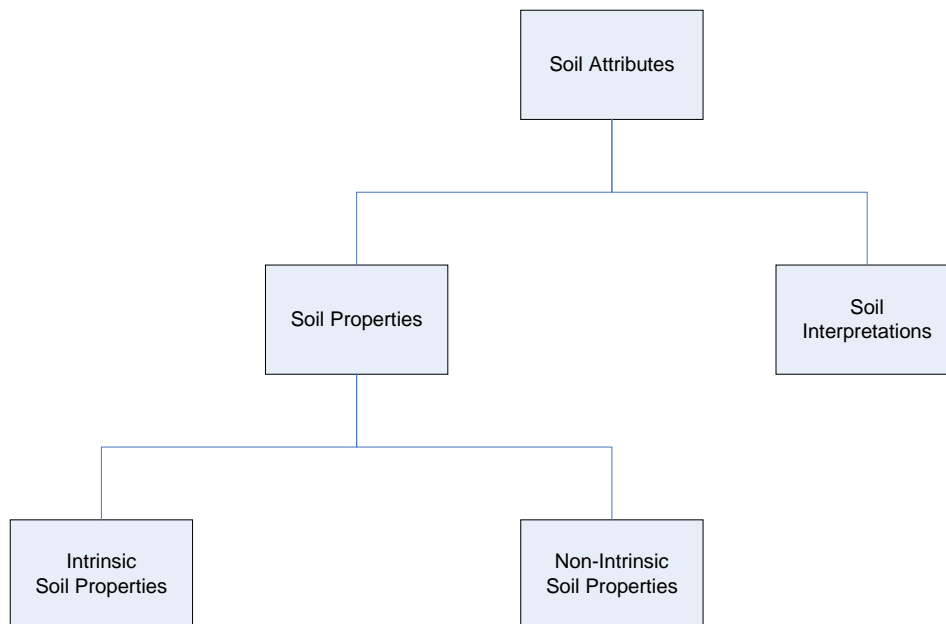 Soil Attributes
Soil Properties
Soil
Interpretations
Intrinsic
Soil Properties
Non-Intrinsic
Soil Properties